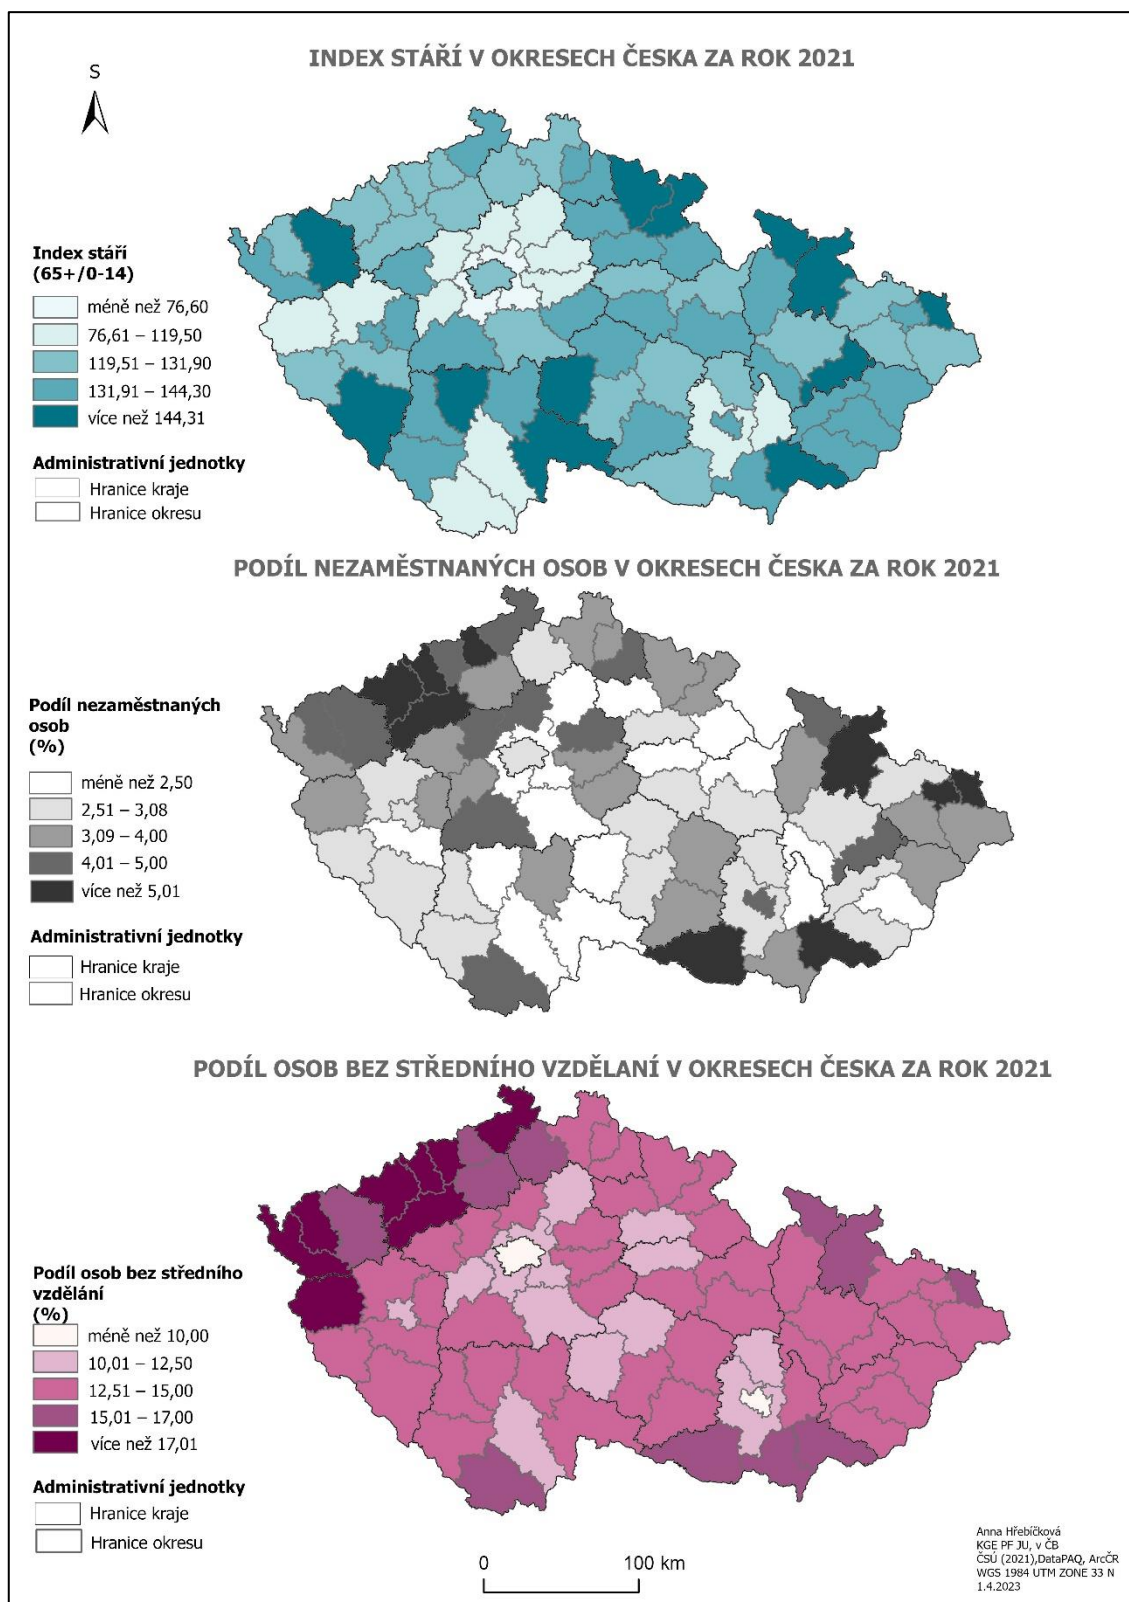 INDEX STÁŘÍ V OKRESECH ČESKA ZA ROK 2021
S
Index stáří
(65+/0-14)
méně než 76,60
76,61 – 119,50
119,51 – 131,90
131,91 – 144,30
více než 144,31
Administrativní jednotky
Hranice kraje
Hranice okresu
PODÍL NEZAMĚSTNANÝCH OSOB V OKRESECH ČESKA ZA ROK 2021
Podíl nezaměstnaných
osob
(%)
méně než 2,50
2,51 – 3,08
3,09 – 4,00
4,01 – 5,00
více než 5,01
Administrativní jednotky
Hranice kraje
Hranice okresu
PODÍL OSOB BEZ STŘEDNÍHO VZDĚLANÍ V OKRESECH ČESKA ZA ROK 2021
Podíl osob bez středního
vzdělání
(%)
méně než 10,00
10,01 – 12,50
12,51 – 15,00
15,01 – 17,00
více než 17,01
Administrativní jednotky
Hranice kraje
Hranice okresu
0 100 km
Anna Hřebíčková
KGE PF JU, v ČB
ČSÚ (2021),DataPAQ, ArcČR
WGS 1984 UTM ZONE 33 N
1.4.2023